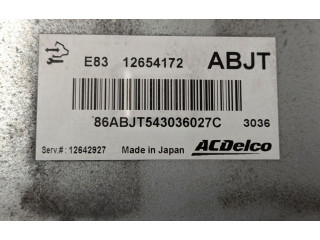 E83 12654172 ABJT
86ABJT543036027C 3036
Serv.#: 12642927 Made in Japan ACDelco